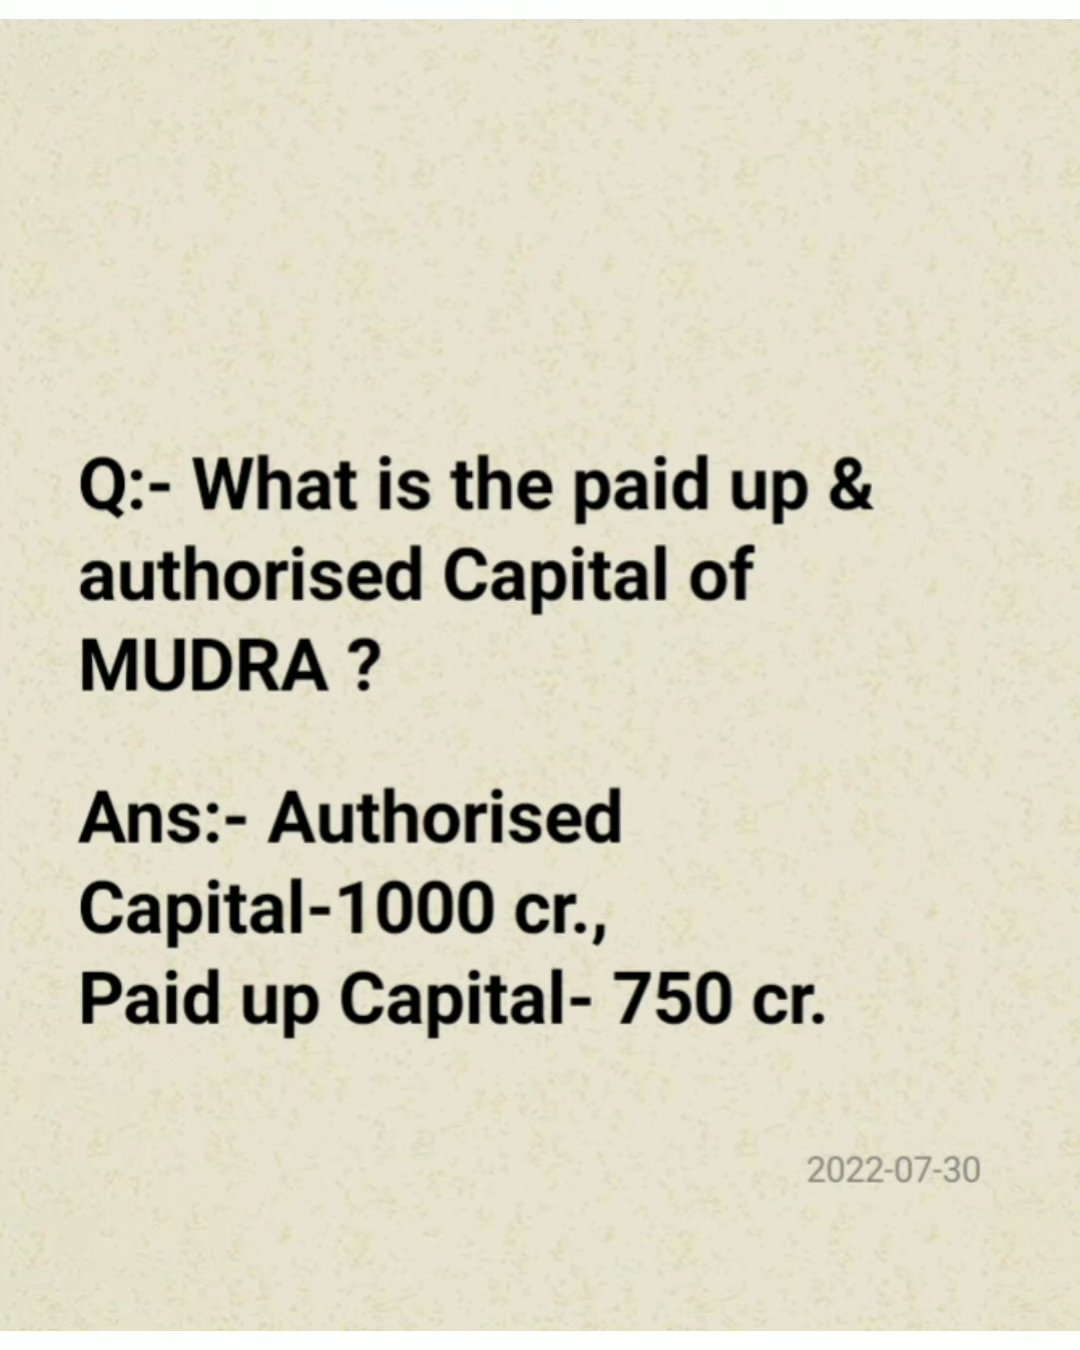 Q:- What is the paid up &
authorised Capital of
MUDRA ?
Ans:- Authorised
Capital-1000 cr.,
Paid up Capital- 750 cr.
2022-07-30